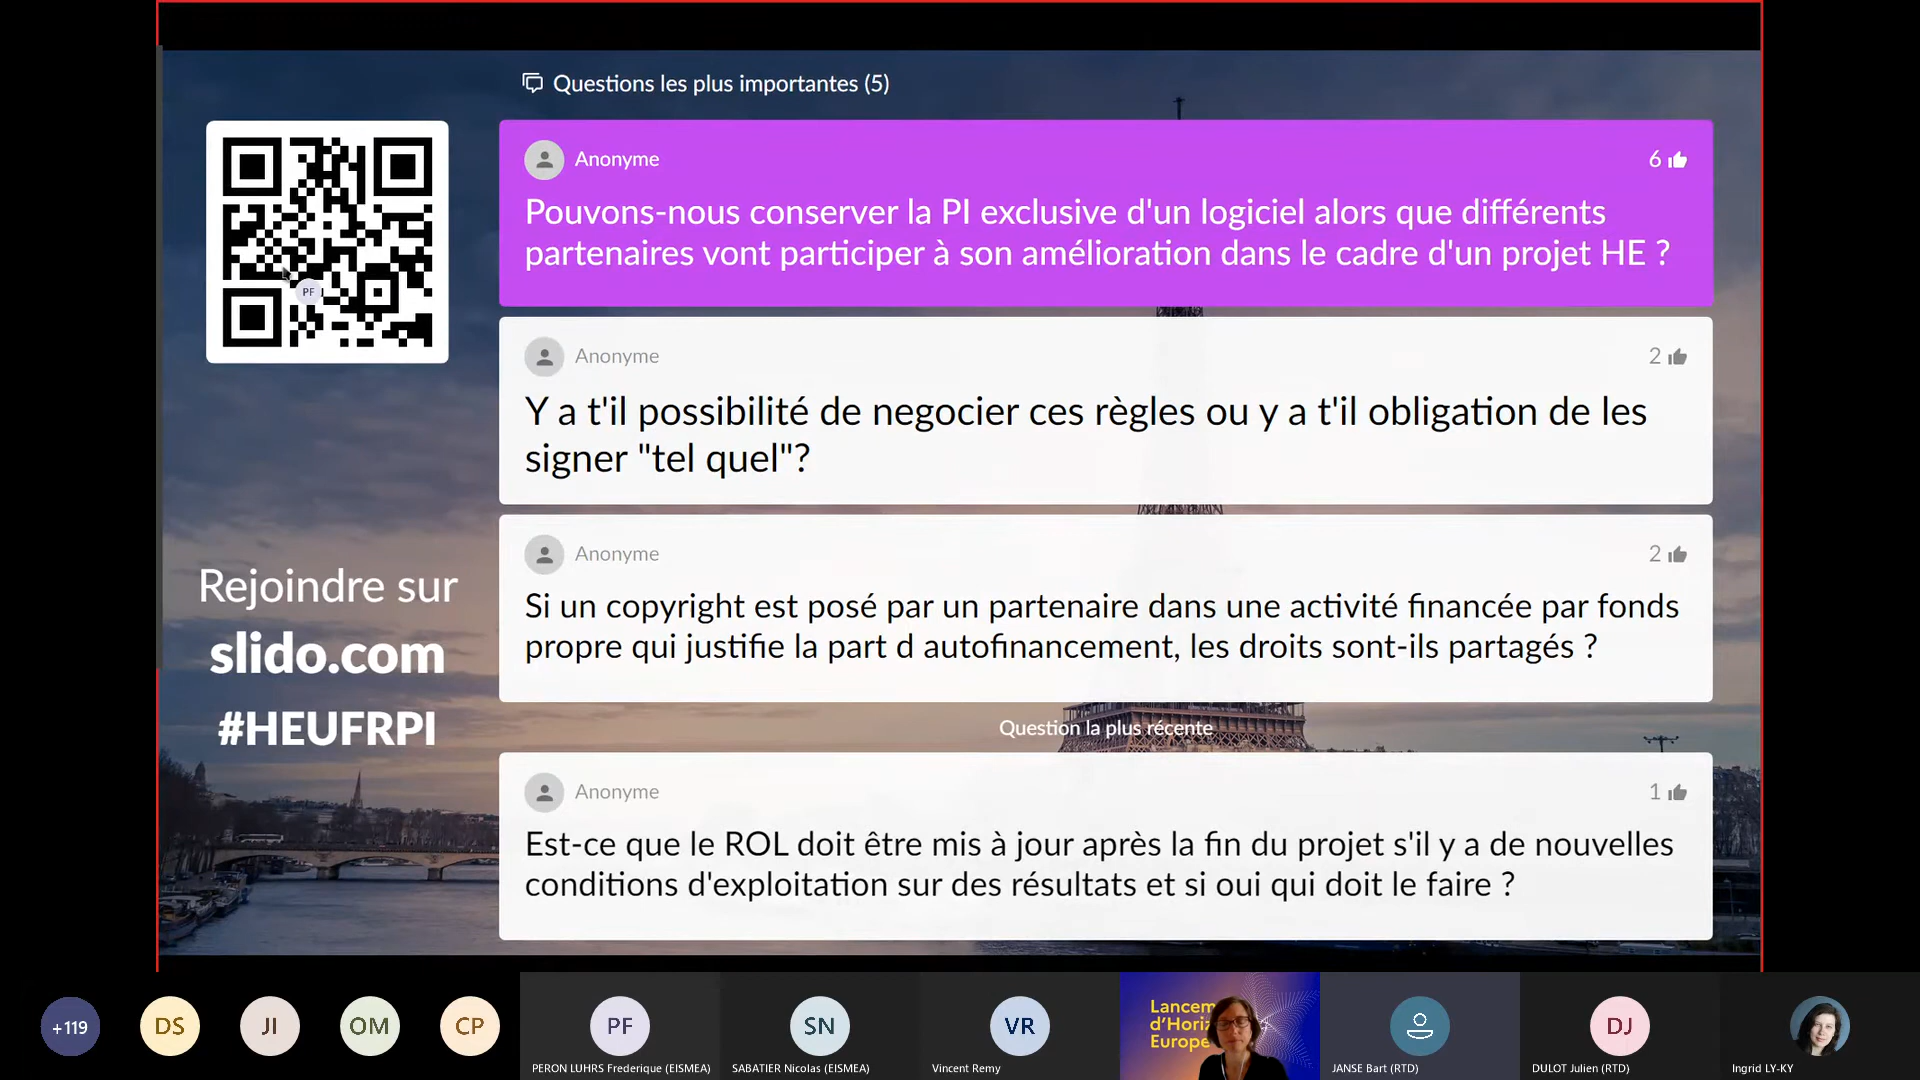 Questions les plus importantes (5)
Anonyme
6
Pouvons-nous conserver la PI exclusive d'un logiciel alors que différents
partenaires vont participer à son amélioration dans le cadre d'un projet HE ?
PF
Anonyme
2
Y a t'il possibilité de negocier ces règles ou y a t'il obligation de les
signer "tel quel"?
Anonyme
2
Si un copyright est posé par un partenaire dans une activité financée par fonds
propre qui justifie la part d autofinancement, les droits sont-ils partagés ?
Rejoindre sur
slido.com
#HEUFRPI
Question la plus récente
Anonyme
1
Est-ce que le ROL doit être mis à jour après la fin du projet s'il y a de nouvelles
conditions d'exploitation sur des résultats et si oui qui doit le faire ?
+119
DS
JI
OM
CP
PF
PERON LUHRS Frederique (EISMEA)
SN
SABATIER Nicolas (EISMEA)
VR
Vincent Remy
Lancem
d'Horiz
Europe
JANSE Bart (RTD)
DJ
DULOT Julien (RTD)
Ingrid LY-KY